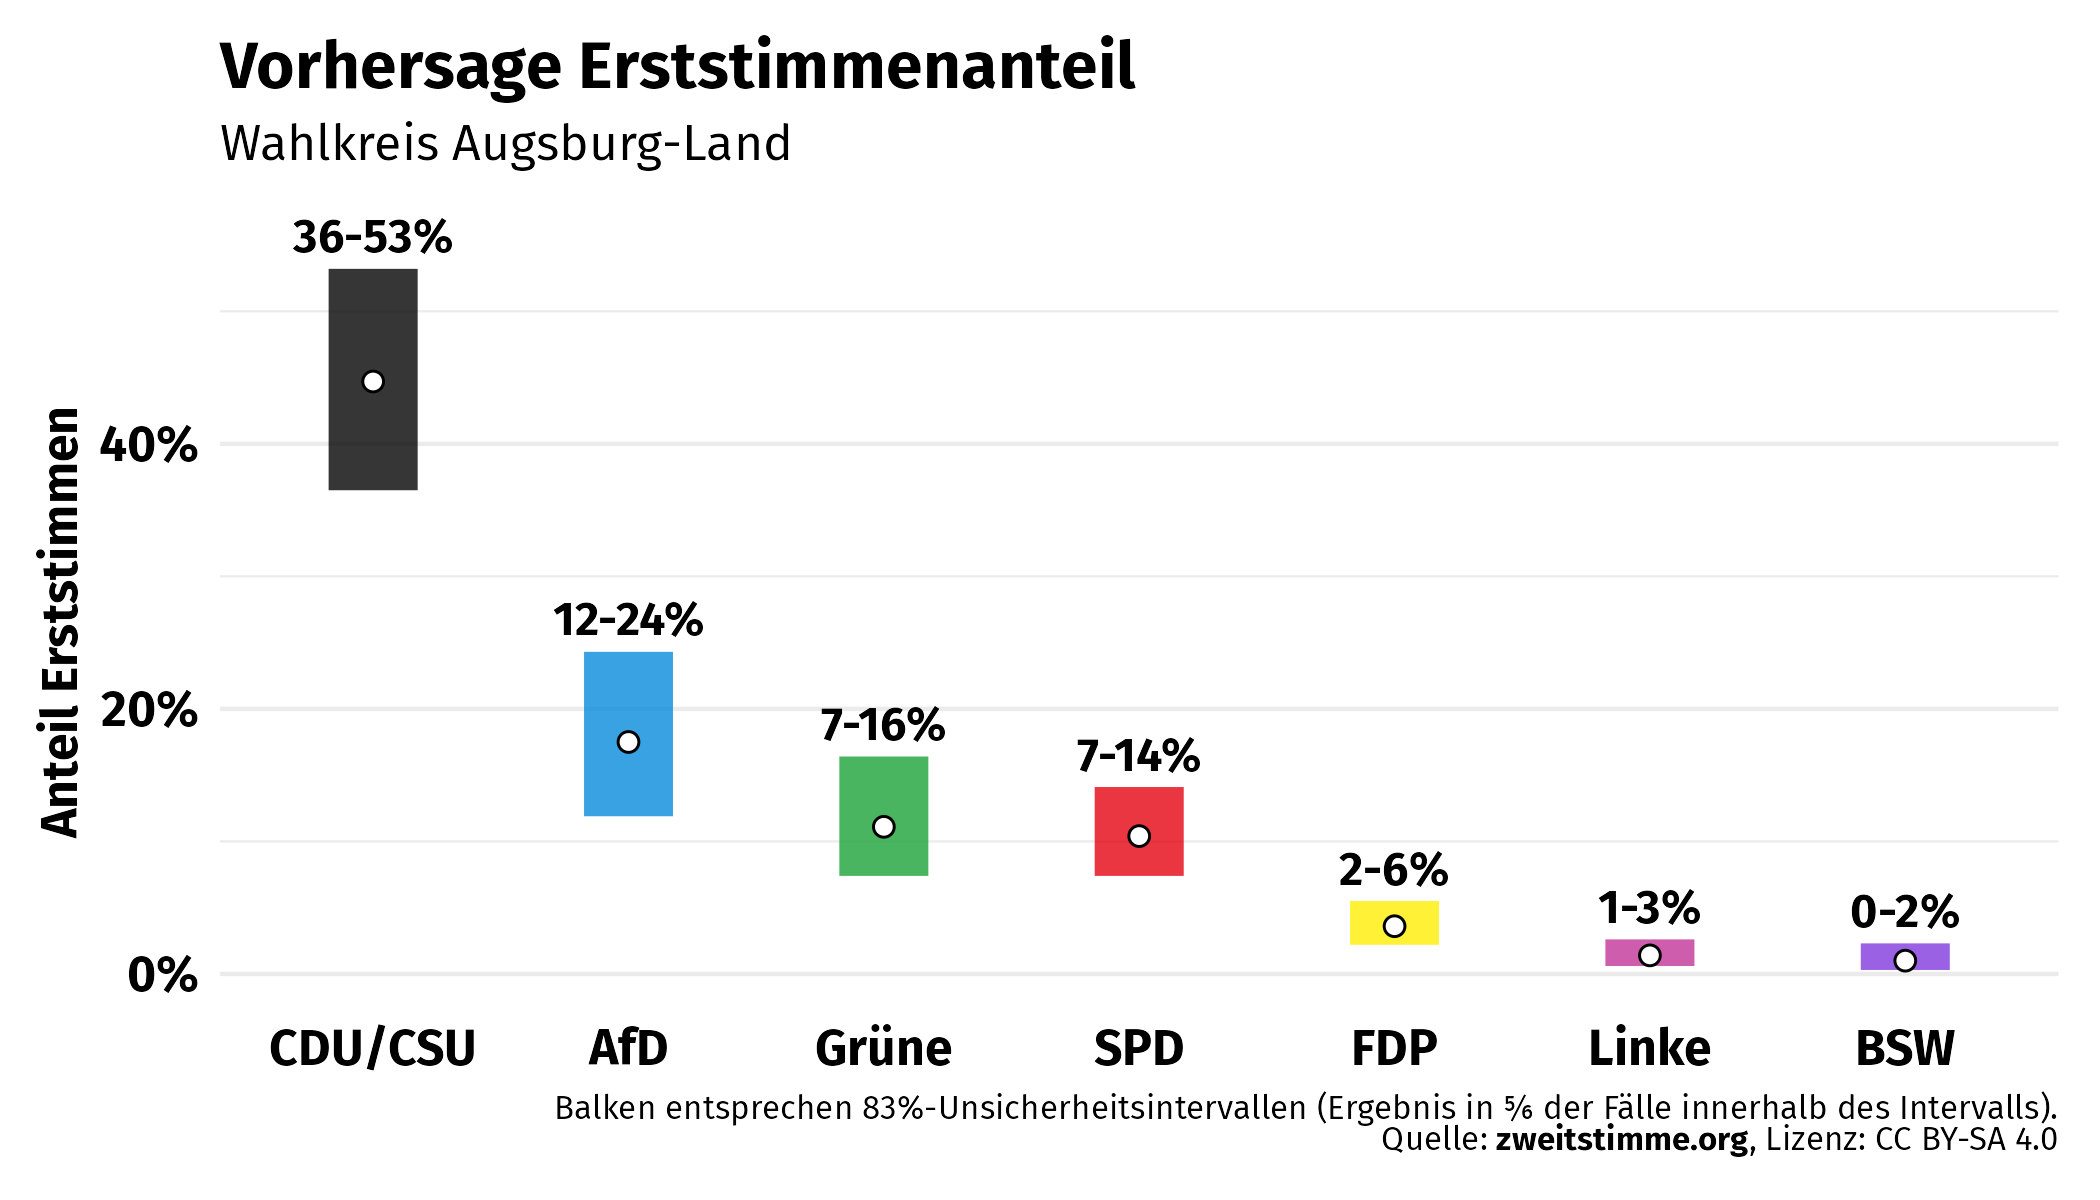 Vorhersage Erststimmenanteil
Wahlkreis Augsburg-Land
Anteil Erststimmen
40%
20%
0%
36-53%
12-24%
7-16%
7-14%
2-6%
1-3%
0-2%
CDU/CSU
AfD
Grüne
SPD
FDP
Linke
BSW
Balken entsprechen 83%-Unsicherheitsintervallen (Ergebnis in ⅚ der Fälle innerhalb des Intervalls).
Quelle: zweitstimme.org, Lizenz: CC BY-SA 4.0